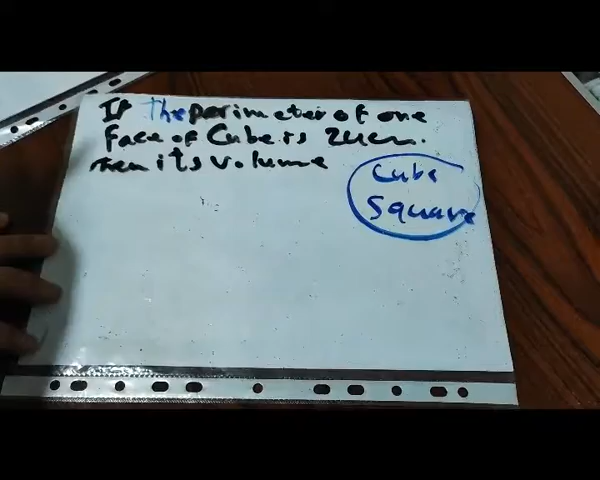 If the perimeter of one
face of Cube is 24cm.
then its volume
Cube
Square